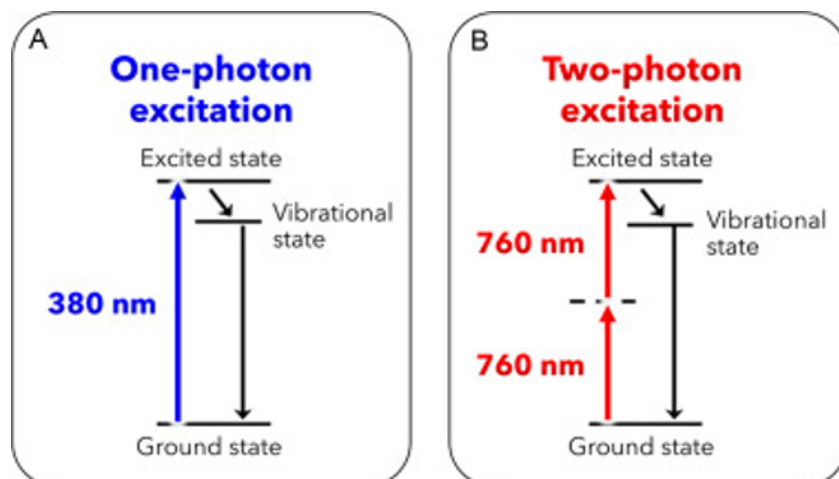 A
One-photon
excitation
Excited state
Vibrational
state
380 nm
Ground state
B
Two-photon
excitation
Excited state
Vibrational
state
760 nm
760 nm
Ground state